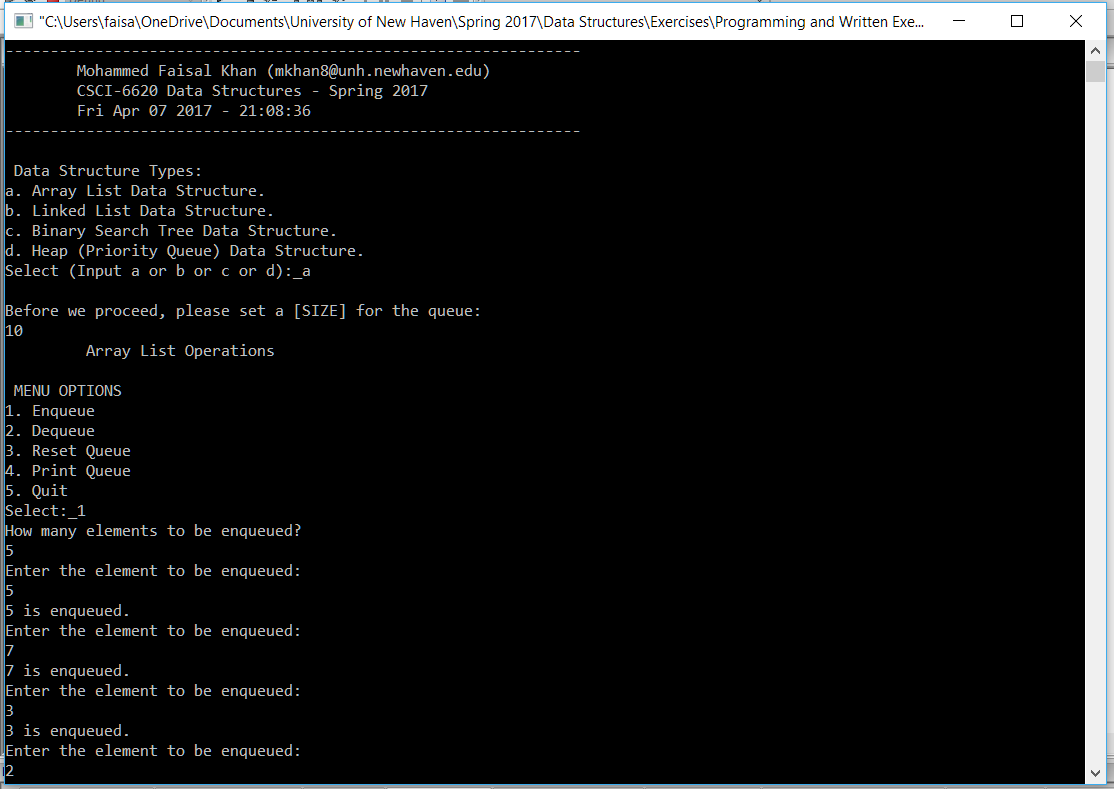 "C:\Users\faisa\OneDrive\Documents\University of New Haven\Spring 2017\Data Structures\Exercises\Programming and Written Exe...
------------------------------------------------------------
Mohammed Faisal Khan (mkhan8@unh.newhaven.edu)
CSCI-6620 Data Structures - Spring 2017
Fri Apr 07 2017 - 21:08:36
------------------------------------------------------------
Data Structure Types:
a. Array List Data Structure.
b. Linked List Data Structure.
c. Binary Search Tree Data Structure.
d. Heap (Priority Queue) Data Structure.
Select (Input a or b or c or d):_a
Before we proceed, please set a [SIZE] for the queue:
10
Array List Operations
MENU OPTIONS
1. Enqueue
2. Dequeue
3. Reset Queue
4. Print Queue
5. Quit
Select:_1
How many elements to be enqueued?
5
Enter the element to be enqueued:
5
5 is enqueued.
Enter the element to be enqueued:
7
7 is enqueued.
Enter the element to be enqueued:
3
3 is enqueued.
Enter the element to be enqueued:
2